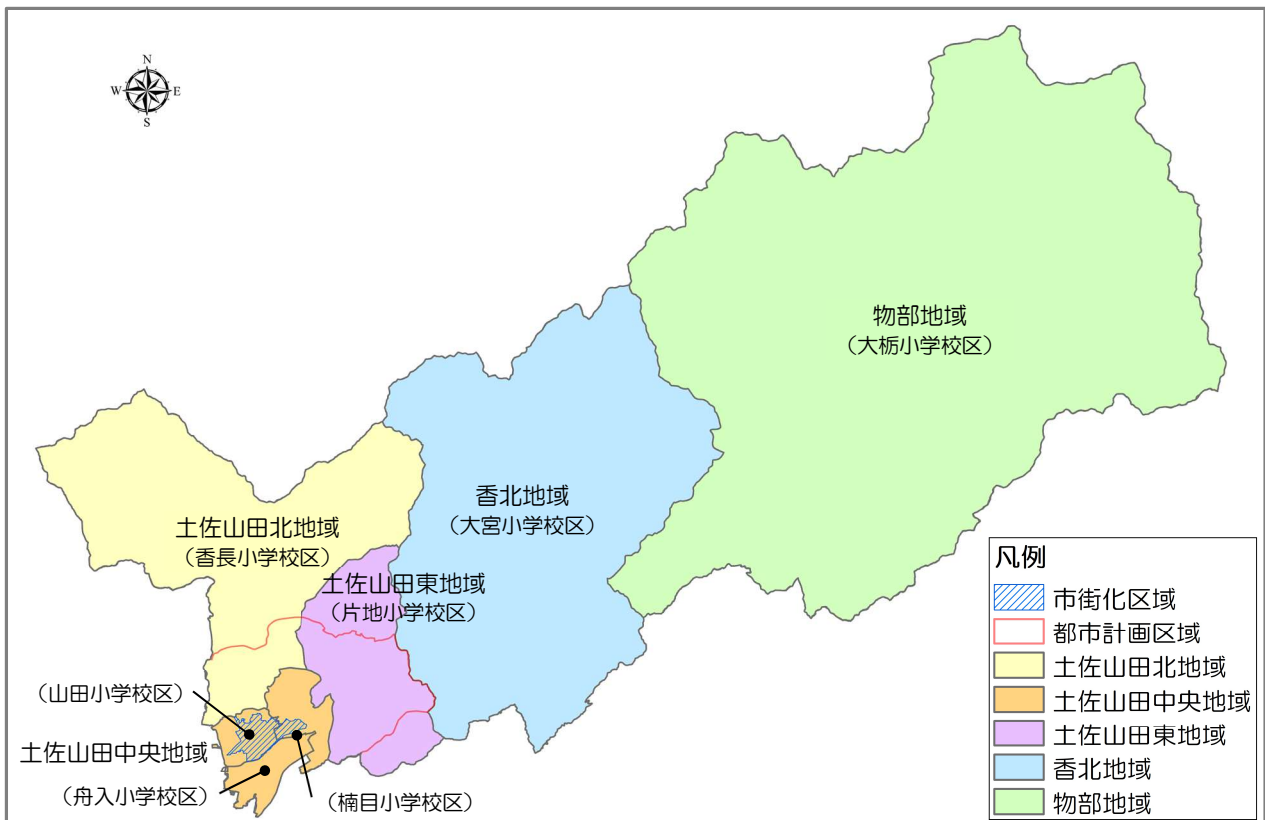 N
W
E
S
物部地域
（大栃小学校区）
香北地域
（大宮小学校区）
土佐山田北地域
（香長小学校区）
土佐山田東地域
（片地小学校区）
（山田小学校区）
土佐山田中央地域
（舟入小学校区）
（楠目小学校区）
凡例
市街化区域
都市計画区域
土佐山田北地域
土佐山田中央地域
土佐山田東地域
香北地域
物部地域